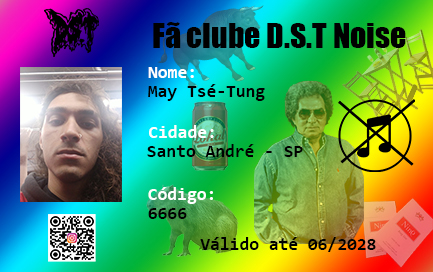 Fã clube D.S.T Noise
Nome:
May Tsé-Tung
Cidade:
Santo André - SP
Código:
6666
Válido até 06/2028